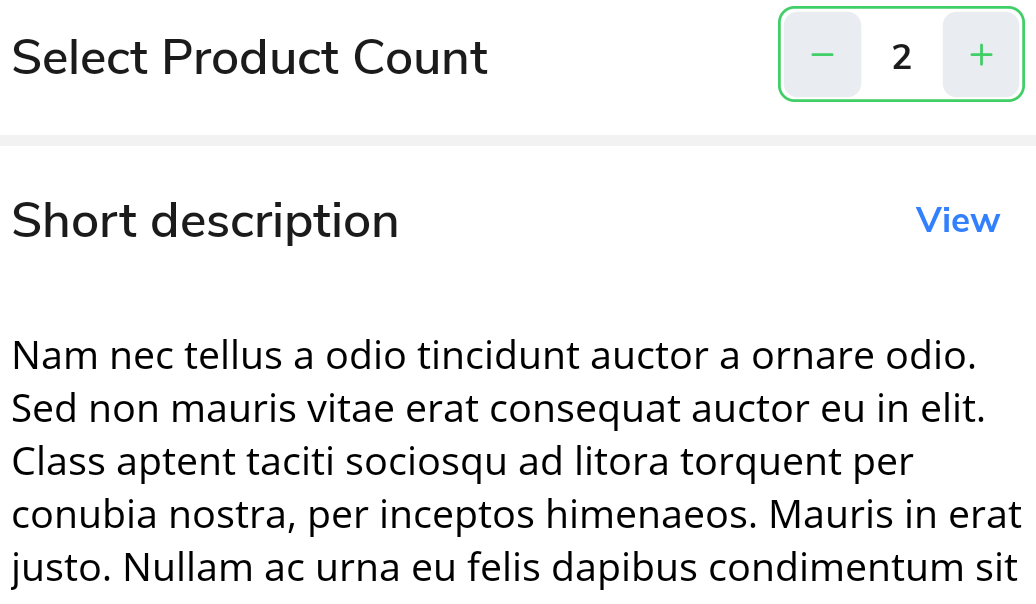 Select Product Count
− 2 +
Short description
View
Nam nec tellus a odio tincidunt auctor a ornare odio.
Sed non mauris vitae erat consequat auctor eu in elit.
Class aptent taciti sociosqu ad litora torquent per
conubia nostra, per inceptos himenaeos. Mauris in erat
justo. Nullam ac urna eu felis dapibus condimentum sit